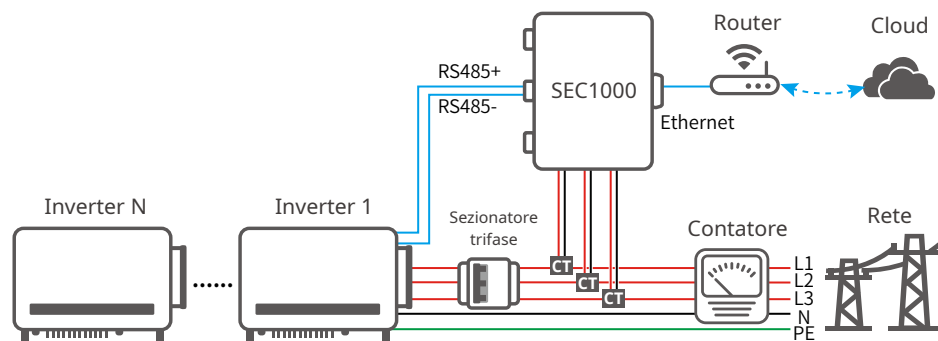 Router
Cloud
RS485+
RS485-
SEC1000
Ethernet
Inverter N
Inverter 1
Sezionatore
trifase
Contatore
Rete
CT
CT
CT
L1
L2
L3
N
PE